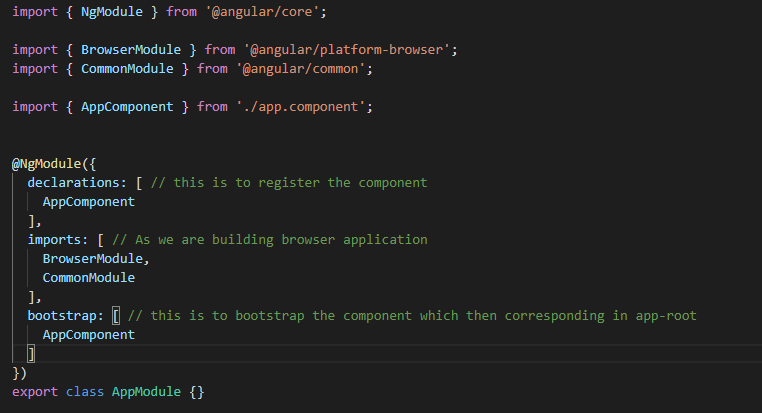 import { NgModule } from '@angular/core';
import { BrowserModule } from '@angular/platform-browser';
import { CommonModule } from '@angular/common';
import { AppComponent } from './app.component';
@NgModule({
declarations: [ // this is to register the component
AppComponent
],
imports: [ // As we are building browser application
BrowserModule,
CommonModule
],
bootstrap: [ // this is to bootstrap the component which then corresponding in app-root
AppComponent
]
})
export class AppModule {}